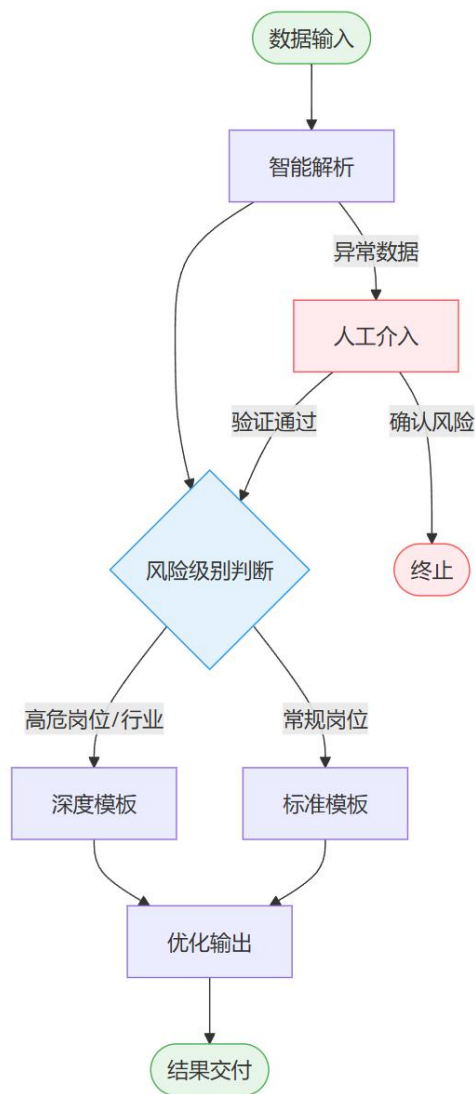 数据输入
智能解析
异常数据
人工介入
验证通过
确认风险
风险级别判断
终止
高危岗位/行业
常规岗位
深度模板
标准模板
优化输出
结果交付